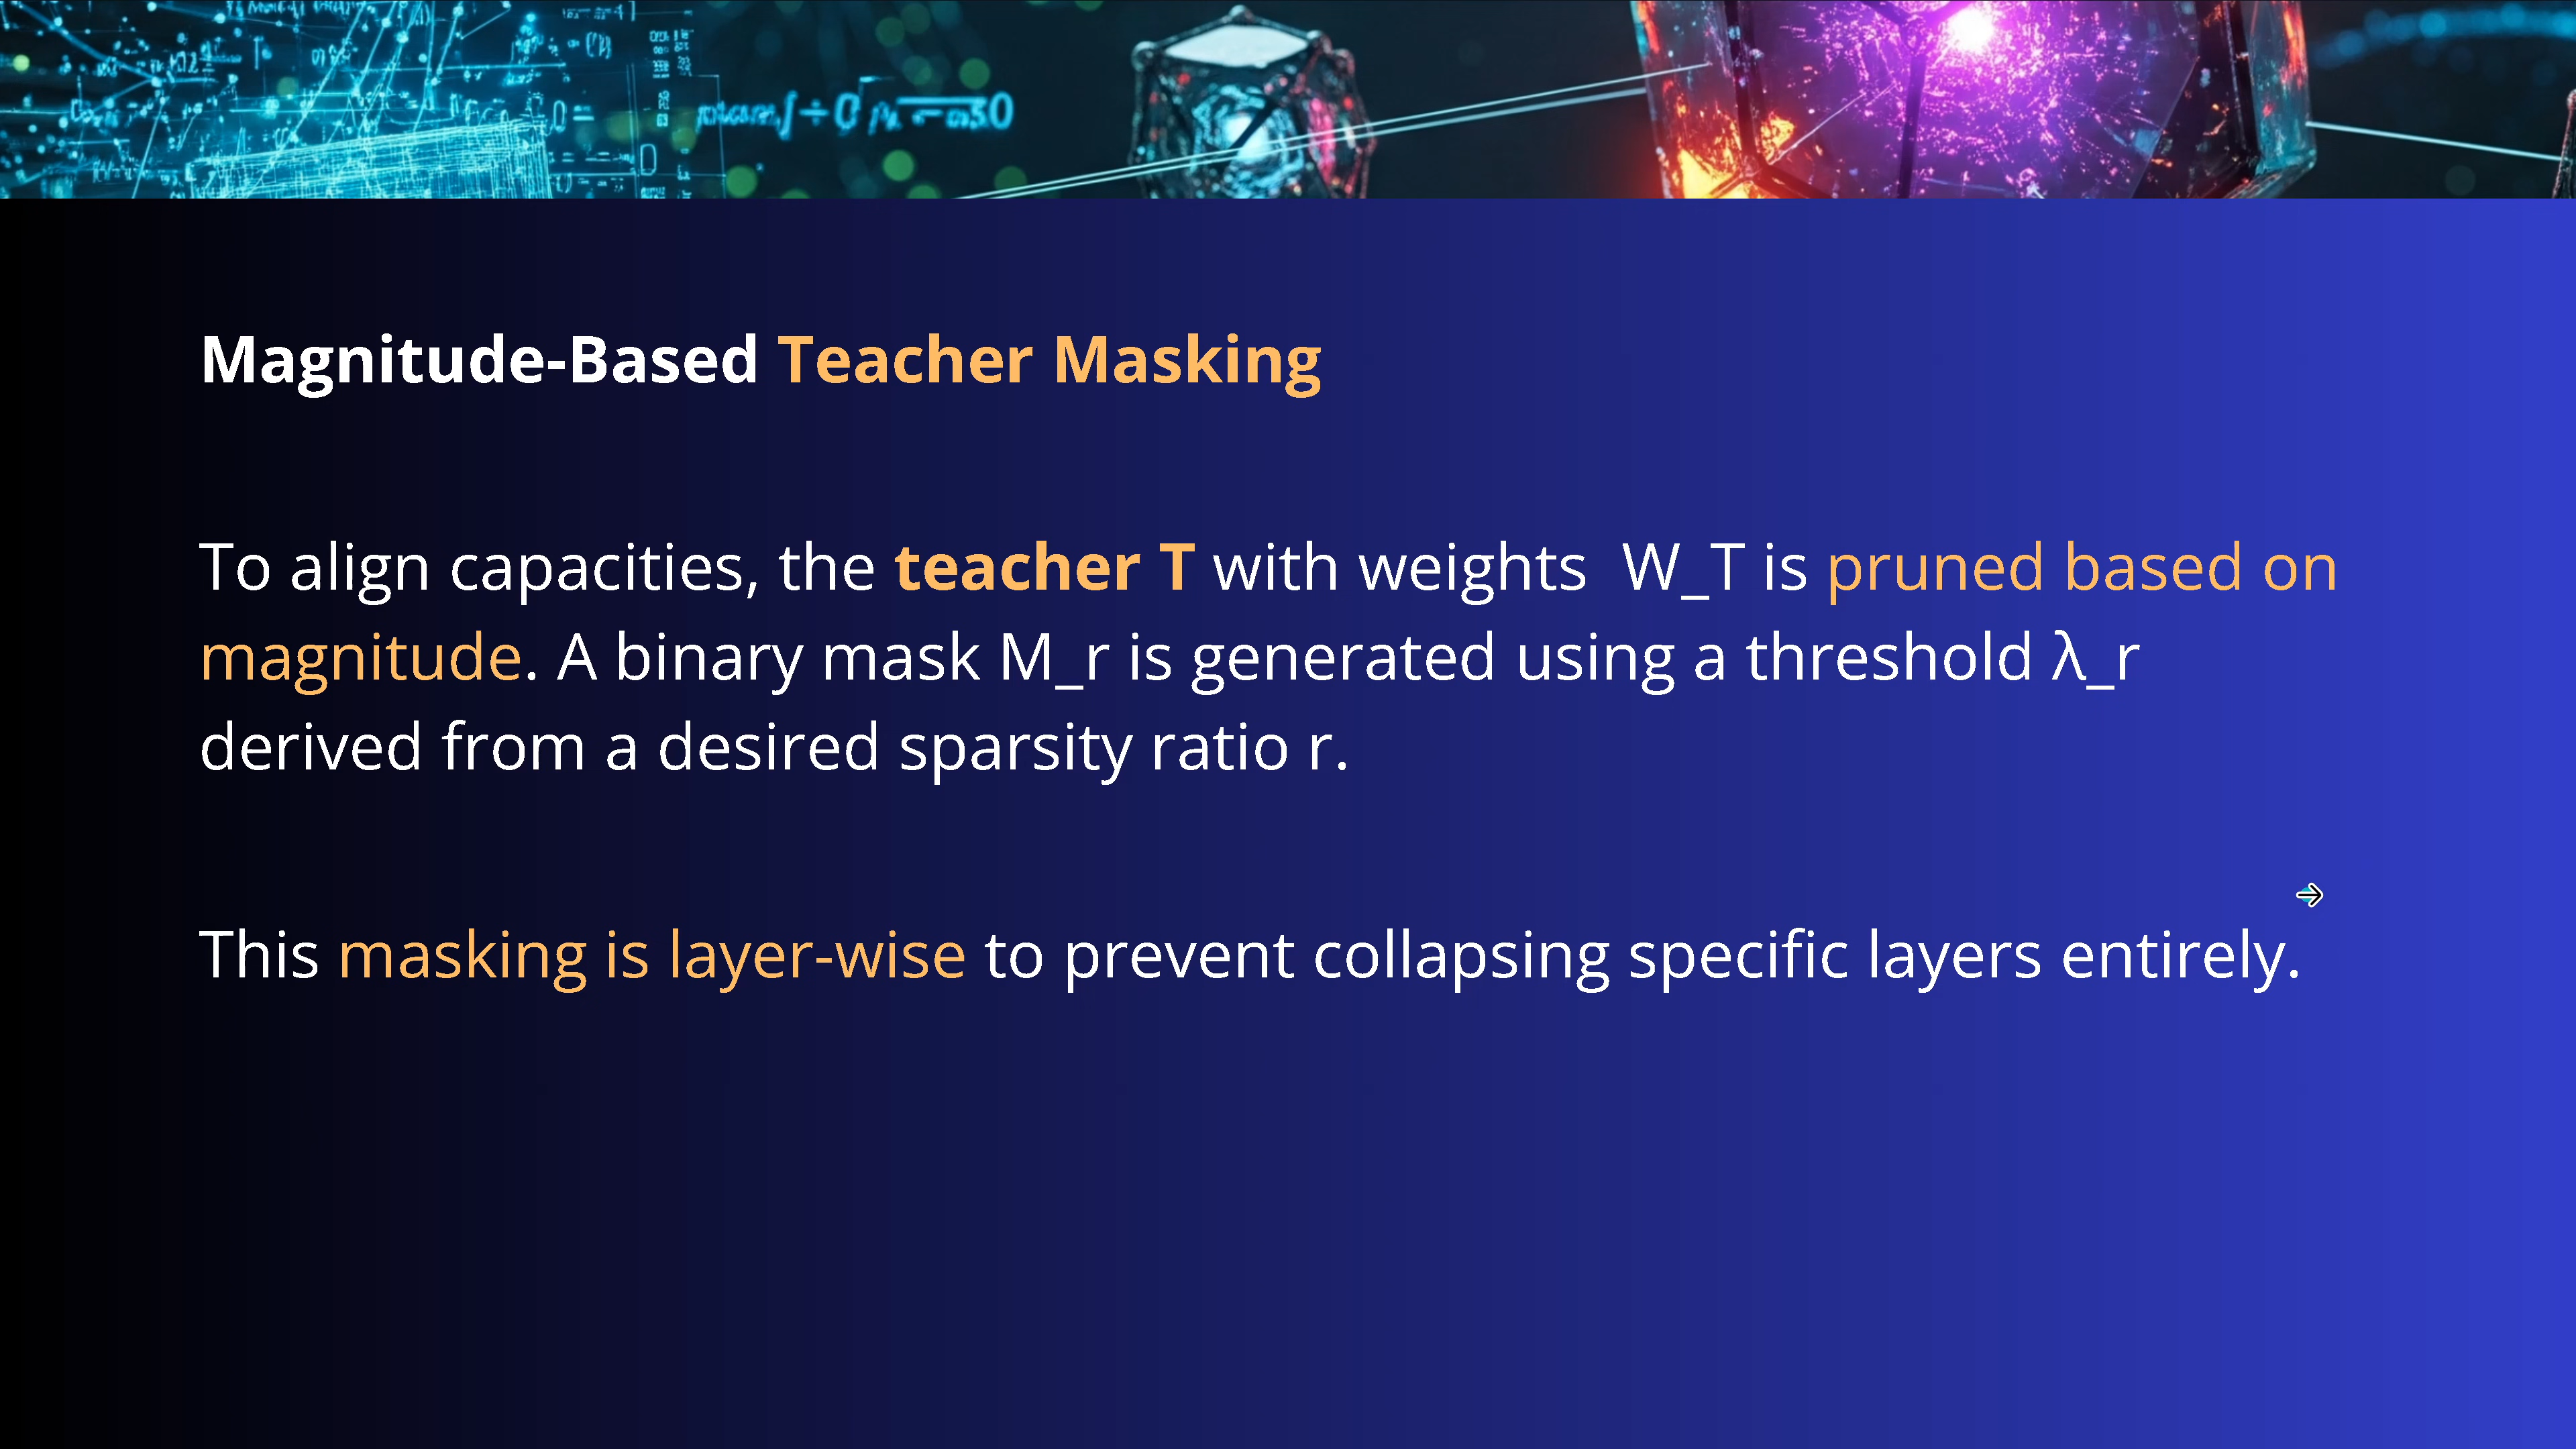 Magnitude-Based Teacher Masking
To align capacities, the teacher T with weights  W_T is pruned based on
magnitude. A binary mask M_r is generated using a threshold λ_r
derived from a desired sparsity ratio r.
This masking is layer-wise to prevent collapsing specific layers entirely.